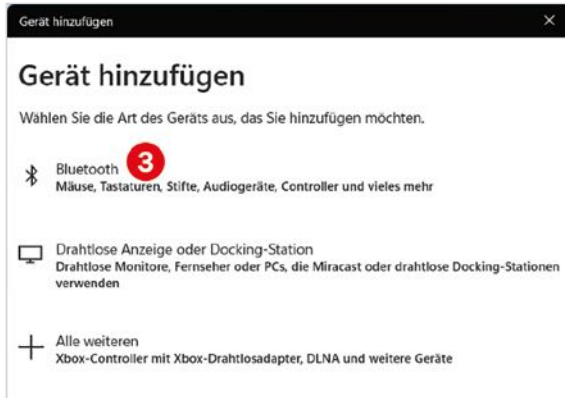 Gerät hinzufügen
Gerät hinzufügen
Wählen Sie die Art des Geräts aus, das Sie hinzufügen möchten.
Bluetooth 3
Mäuse, Tastaturen, Stifte, Audiogeräte, Controller und vieles mehr
Drahtlose Anzeige oder Docking-Station
Drahtlose Monitore, Fernseher oder PCs, die Miracast oder drahtlose Docking-Stationen
verwenden
Alle weiteren
Xbox-Controller mit Xbox-Drahtlosadapter, DLNA und weitere Geräte